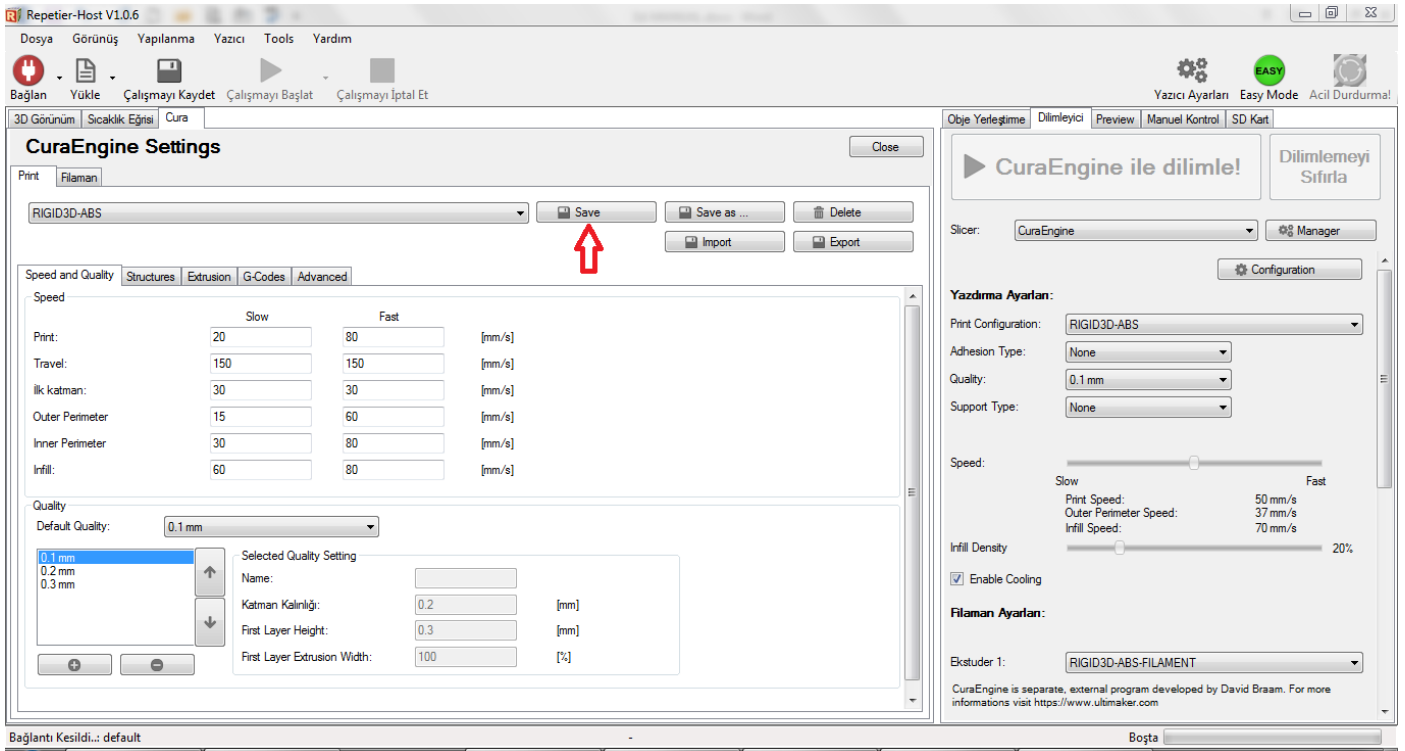 Repetier-Host V1.0.6
Dosya Görünüş Yapılanma Yazıcı Tools Yardım
EASY
Bağlan Yükle Çalışmayı Kaydet Çalışmayı Başlat Çalışmayı İptal Et Yazıcı Ayarları Easy Mode Acil Durdurma!
3D Görünüm Sıcaklık Eğrisi Cura
CuraEngine Settings
Close
Print Filaman
RIGID3D-ABS
Save Save as ... Delete
Import Export
Speed and Quality Structures Extrusion G-Codes Advanced
Speed
Slow Fast
Print: 20 80 [mm/s]
Travel: 150 150 [mm/s]
İlk katman: 30 30 [mm/s]
Outer Perimeter 15 60 [mm/s]
Inner Perimeter 30 80 [mm/s]
Infill: 60 80 [mm/s]
Quality
Default Quality: 0.1 mm
0.1 mm
0.2 mm
0.3 mm
Selected Quality Setting
Name:
Katman Kalınlığı: 0.2 [mm]
First Layer Height: 0.3 [mm]
First Layer Extrusion Width: 100 [%]
Obje Yerleştime Dilimleyici Preview Manuel Kontrol SD Kart
CuraEngine ile dilimle!
Dilimlemeyi
Sıfırla
Slicer: CuraEngine Manager
Configuration
Yazdırma Ayarları:
Print Configuration: RIGID3D-ABS
Adhesion Type: None
Quality: 0.1 mm
Support Type: None
Speed:
Slow Fast
Print Speed: 50 mm/s
Outer Perimeter Speed: 37 mm/s
Infill Speed: 70 mm/s
Infill Density 20%
Enable Cooling
Filaman Ayarları:
Ekstuder 1: RIGID3D-ABS-FILAMENT
CuraEngine is separate, external program developed by David Braam. For more
informations visit https://www.ultimaker.com
Bağlantı Kesildi..: default - Boşta